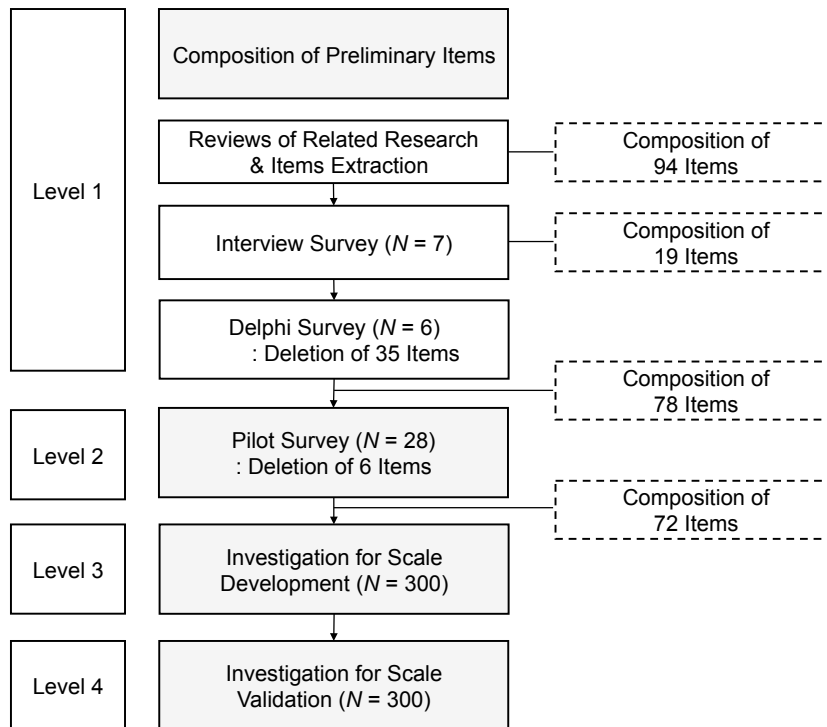 Level 1
Composition of Preliminary Items
Reviews of Related Research
& Items Extraction
Composition of
94 Items
Interview Survey (N = 7)
Composition of
19 Items
Delphi Survey (N = 6)
: Deletion of 35 Items
Composition of
78 Items
Level 2
Pilot Survey (N = 28)
: Deletion of 6 Items
Composition of
72 Items
Level 3
Investigation for Scale
Development (N = 300)
Level 4
Investigation for Scale
Validation (N = 300)